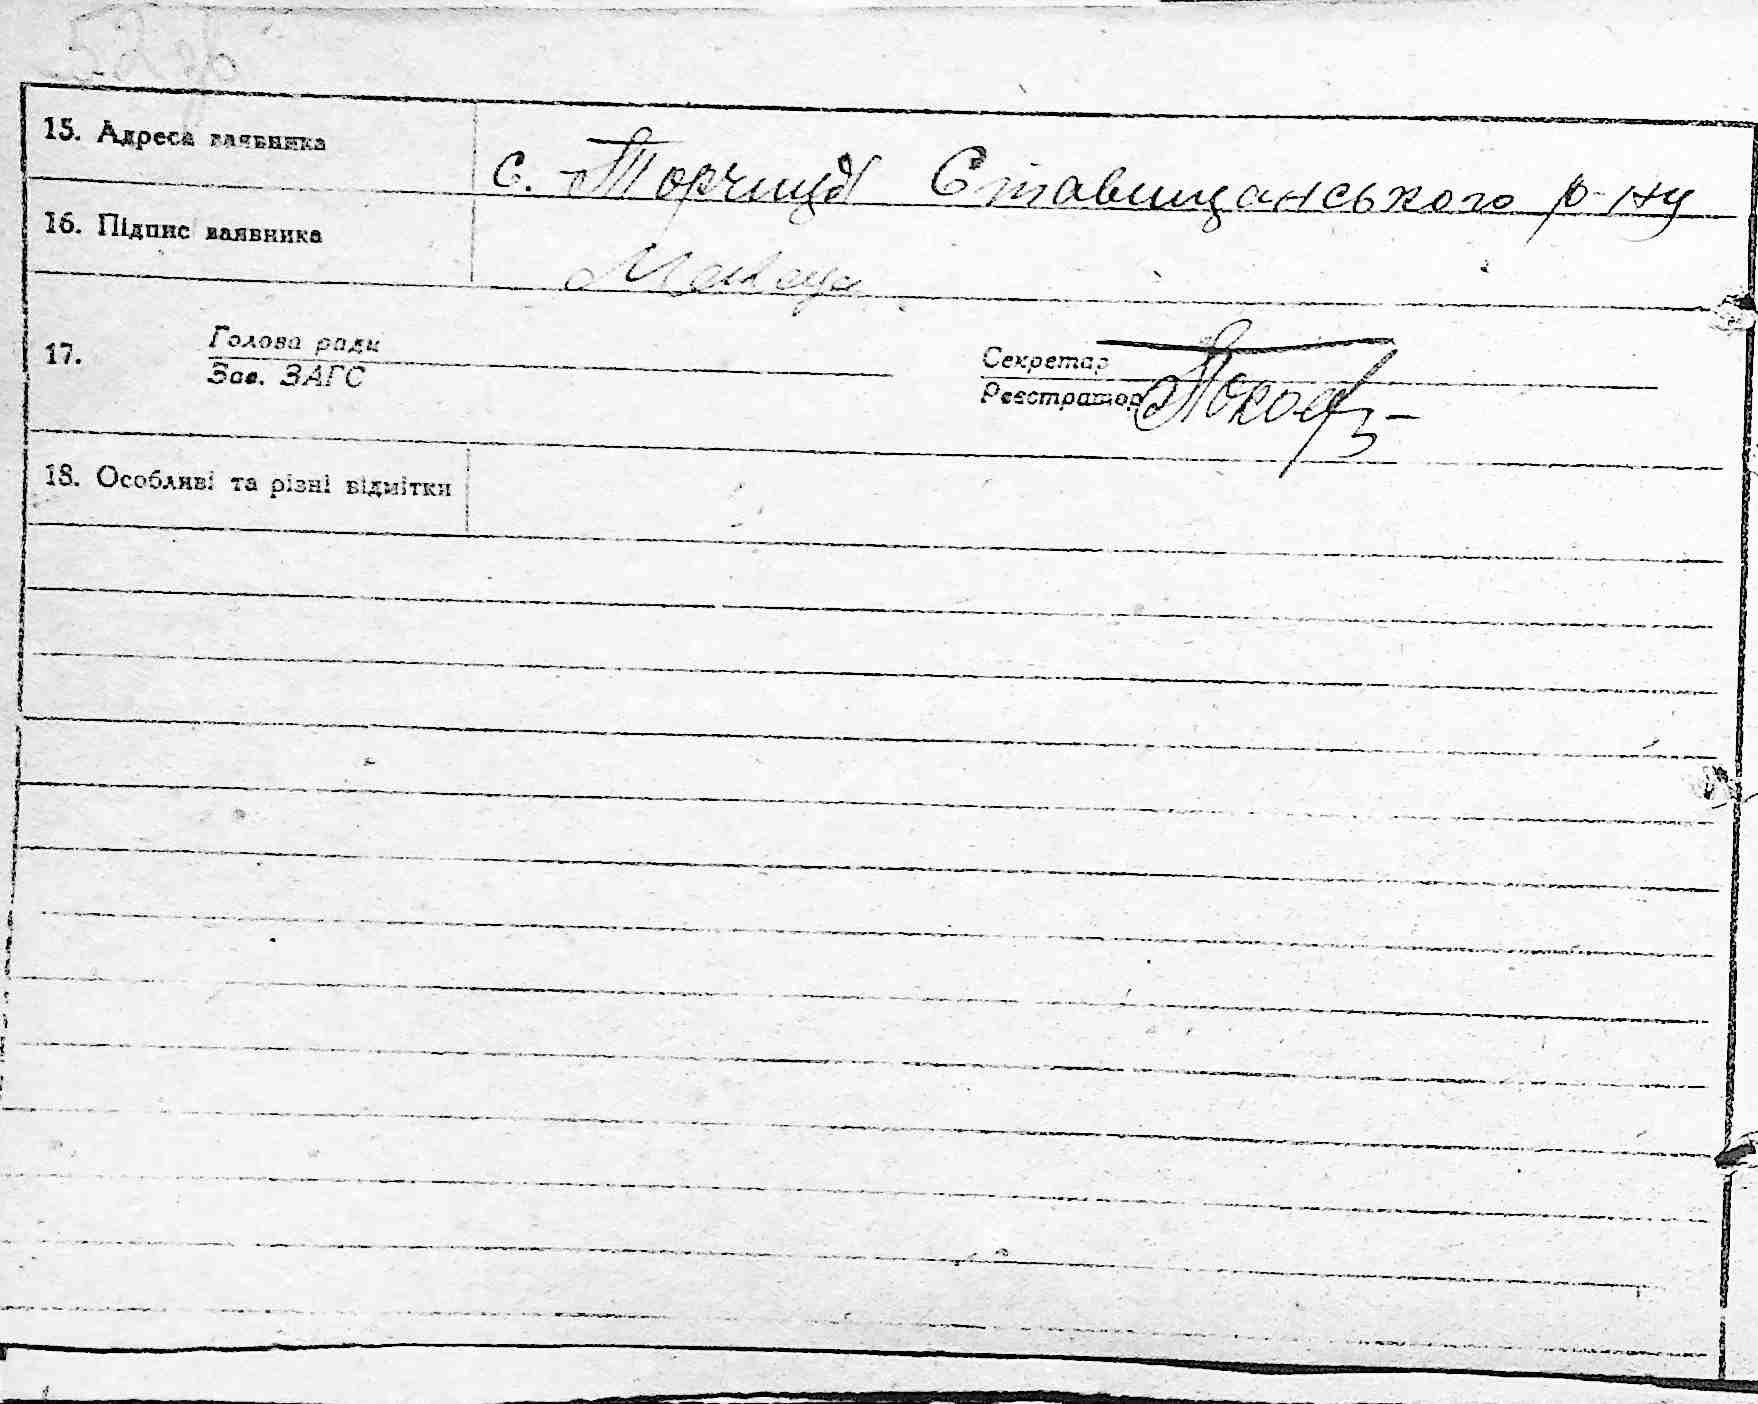 15. Адреса заявника с. Торчиця Ставищанського р-ну
16. Підпис заявника
17. Голова ради Секретар
Зав. ЗАГС Реєстратор
18. Особливі та різні відмітки